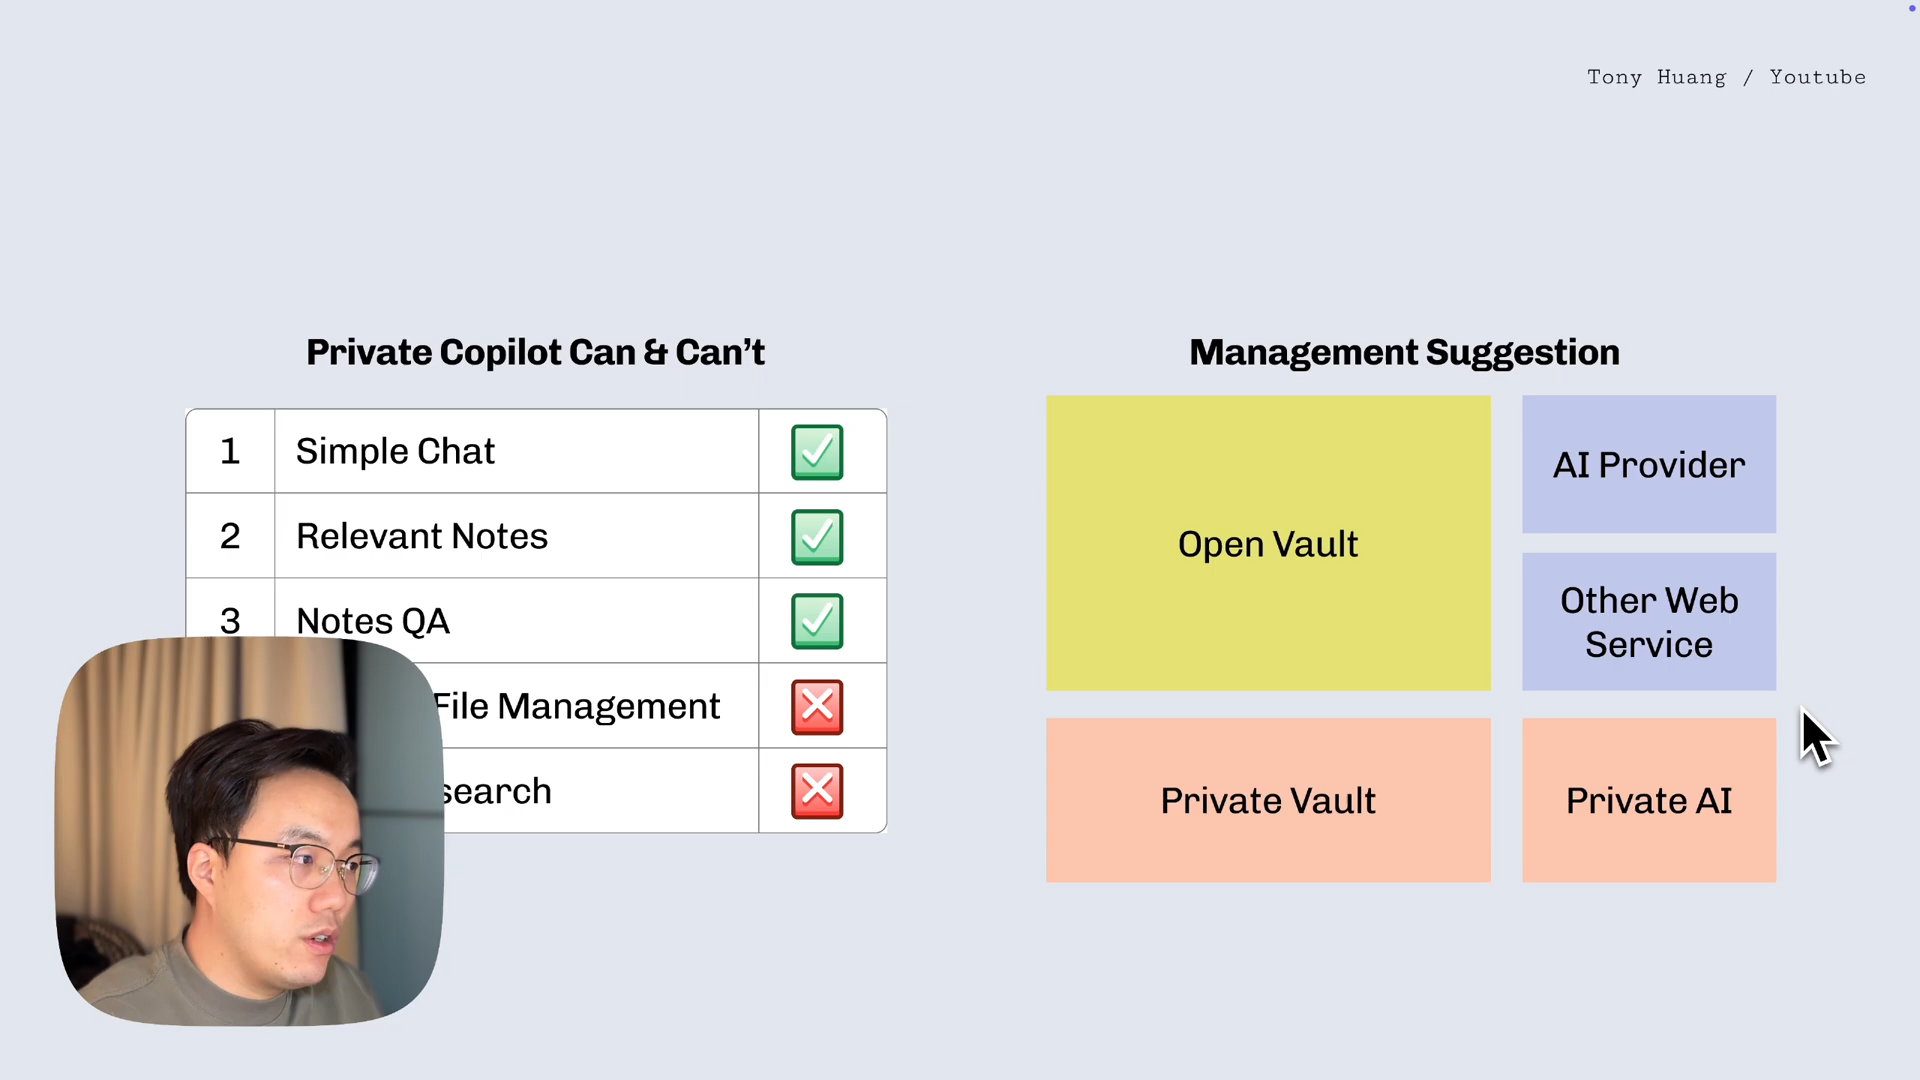 Tony Huang / Youtube
Private Copilot Can & Can't
1 Simple Chat
2 Relevant Notes
3 Notes QA
File Management
search
Management Suggestion
Open Vault
AI Provider
Other Web
Service
Private Vault
Private AI